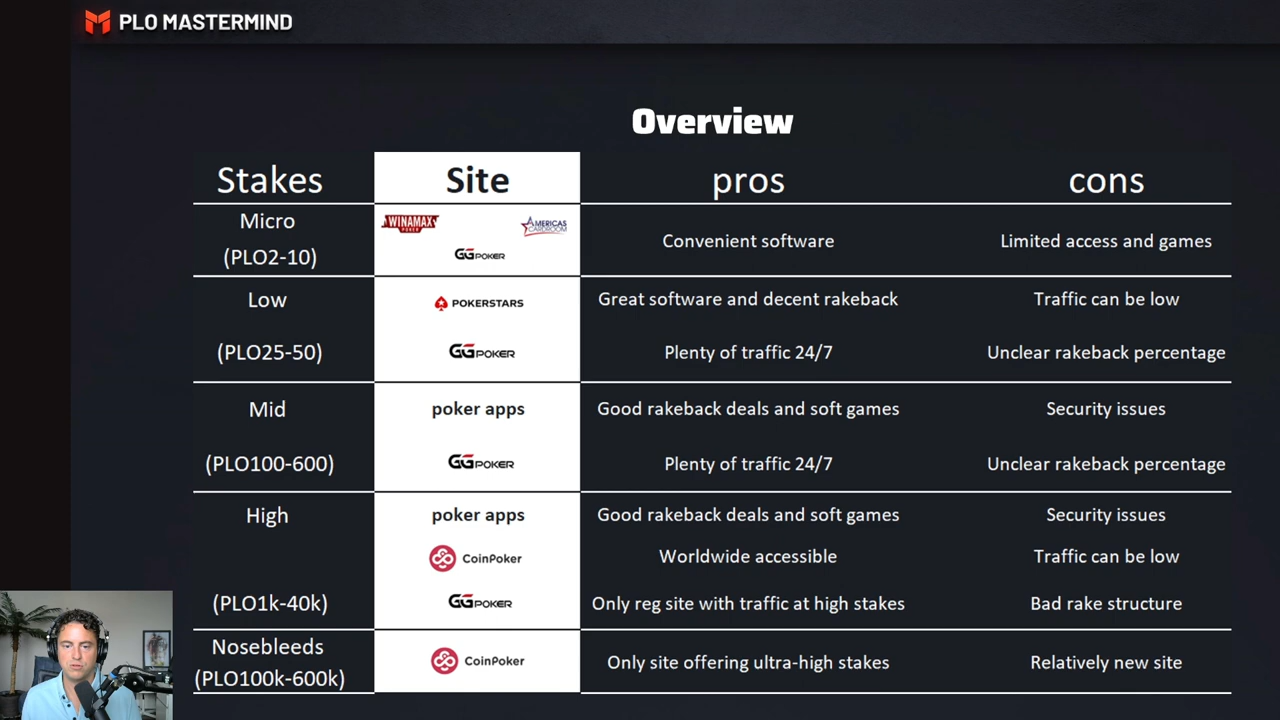 PLO MASTERMIND
Overview
Stakes Site pros cons
Micro
(PLO2-10)
WINAMAX POKER
AMERICAS CARDROOM
GGPOKER
Convenient software
Limited access and games
Low
POKERSTARS
Great software and decent rakeback
Traffic can be low
(PLO25-50)
GGPOKER
Plenty of traffic 24/7
Unclear rakeback percentage
Mid
poker apps
Good rakeback deals and soft games
Security issues
(PLO100-600)
GGPOKER
Plenty of traffic 24/7
Unclear rakeback percentage
High
poker apps
Good rakeback deals and soft games
Security issues
CoinPoker
Worldwide accessible
Traffic can be low
(PLO1k-40k)
GGPOKER
Only reg site with traffic at high stakes
Bad rake structure
Nosebleeds
(PLO100k-600k)
CoinPoker
Only site offering ultra-high stakes
Relatively new site